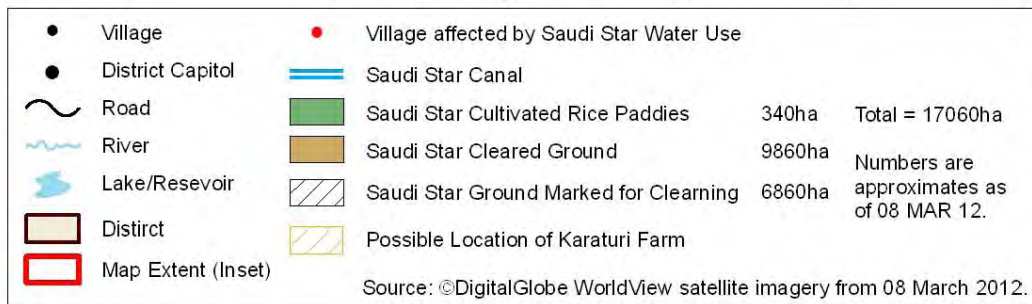 Village
District Capitol
Road
River
Lake/Resevoir
Distirct
Map Extent (Inset)
Village affected by Saudi Star Water Use
Saudi Star Canal
Saudi Star Cultivated Rice Paddies 340ha
Saudi Star Cleared Ground 9860ha
Saudi Star Ground Marked for Clearning 6860ha
Possible Location of Karaturi Farm
Total = 17060ha
Numbers are
approximates as
of 08 MAR 12.
Source: ©DigitalGlobe WorldView satellite imagery from 08 March 2012.